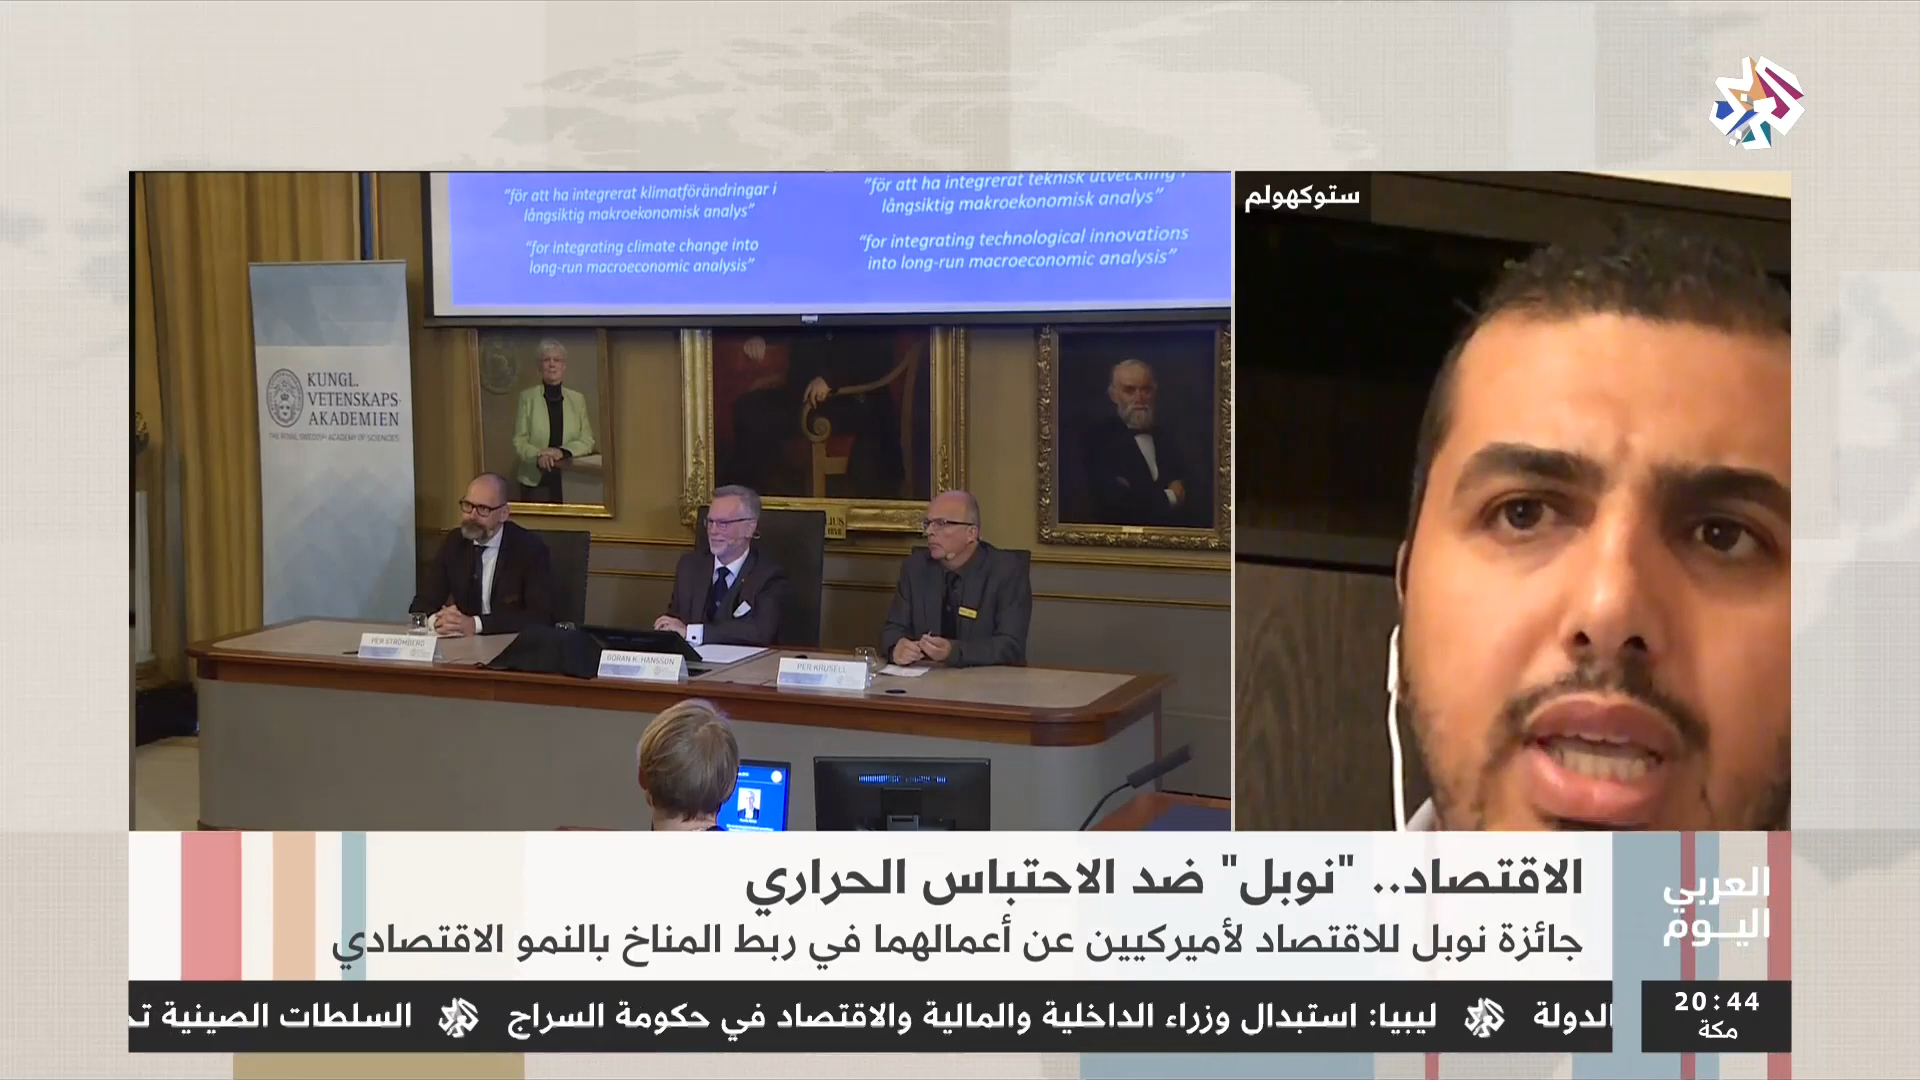 "för att ha integrerat klimatförändringar i
långsiktig makroekonomisk analys"
"for integrating climate change into
long-run macroeconomic analysis"
"för att ha integrerat teknisk utveckling i
långsiktig makroekonomisk analys"
"for integrating technological innovations
into long-run macroeconomic analysis"
ستوكهولم
KUNGL.
VETENSKAPS-
AKADEMIEN
THE ROYAL SWEDISH ACADEMY OF SCIENCES
PER STRÖMBERG
GÖRAN K. HANSSON
PER KRUSELL
الاقتصاد.. "نوبل" ضد الاحتباس الحراري
جائزة نوبل للاقتصاد لأميركيين عن أعمالهما في ربط المناخ بالنمو الاقتصادي
العربي
اليوم
الدولة ليبيا: استبدال وزراء الداخلية والمالية والاقتصاد في حكومة السراج السلطات الصينية تـ
20:44
مكة